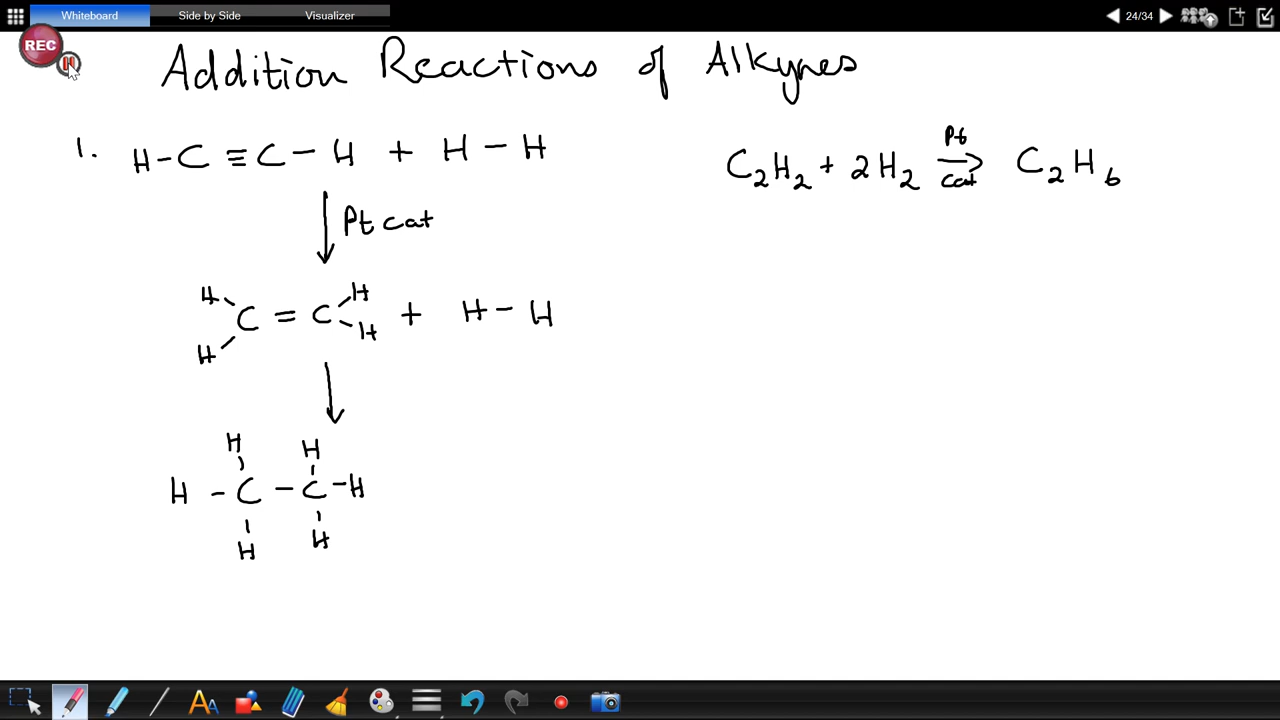 Whiteboard Side by Side Visualizer 24/34
REC
Addition Reactions of Alkynes
1. H-C≡C-H + H-H
Pt cat
C₂H₂ + 2H₂ Pt → cat C₂H₆
H H
C = C + H-H
H H
H H
H - C - C - H
H H